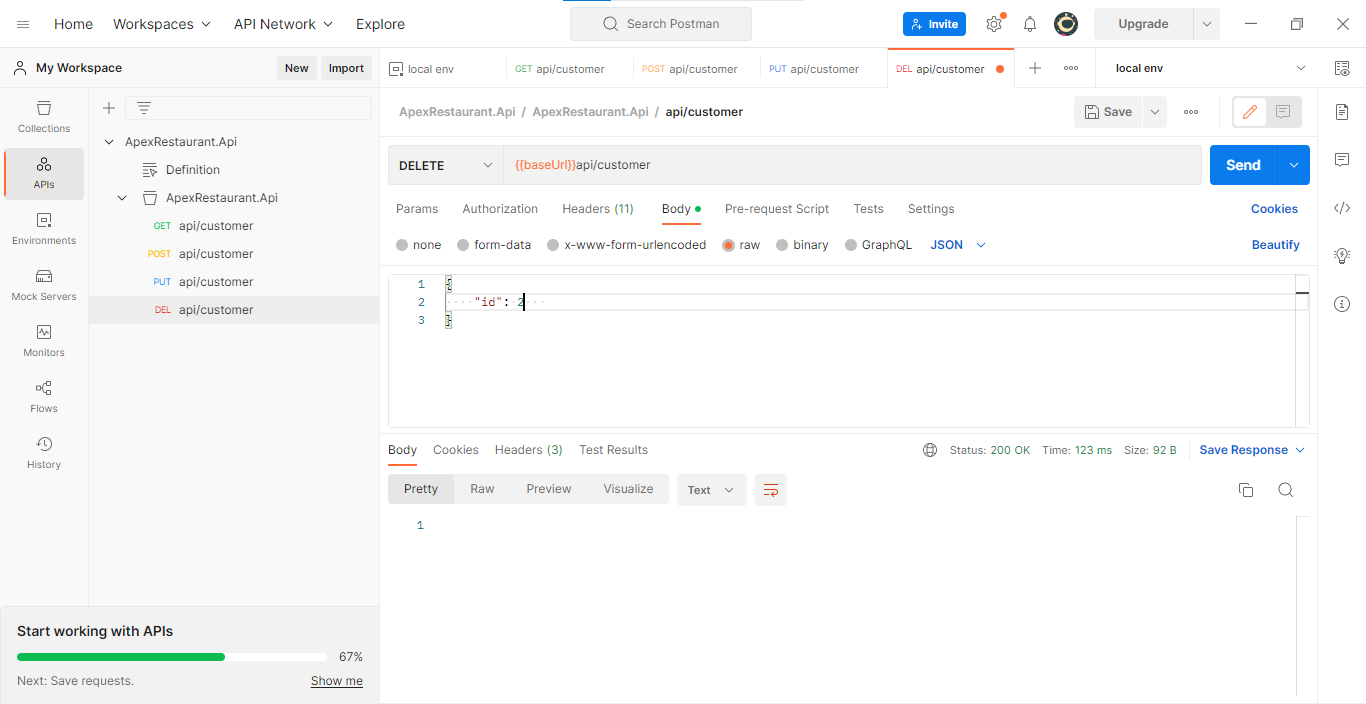 Home Workspaces API Network Explore Search Postman Invite Upgrade
My Workspace New Import
local env GET api/customer POST api/customer PUT api/customer DEL api/customer local env
Collections
APIs
Environments
Mock Servers
Monitors
Flows
History
ApexRestaurant.Api
Definition
ApexRestaurant.Api
GET api/customer
POST api/customer
PUT api/customer
DEL api/customer
Start working with APIs
67%
Next: Save requests. Show me
ApexRestaurant.Api / ApexRestaurant.Api / api/customer Save
DELETE {{baseUrl}}api/customer Send
Params Authorization Headers (11) Body Pre-request Script Tests Settings Cookies
none form-data x-www-form-urlencoded raw binary GraphQL JSON Beautify
1 {
2 "id": 2
3 }
Body Cookies Headers (3) Test Results Status: 200 OK Time: 123 ms Size: 92 B Save Response
Pretty Raw Preview Visualize Text
1